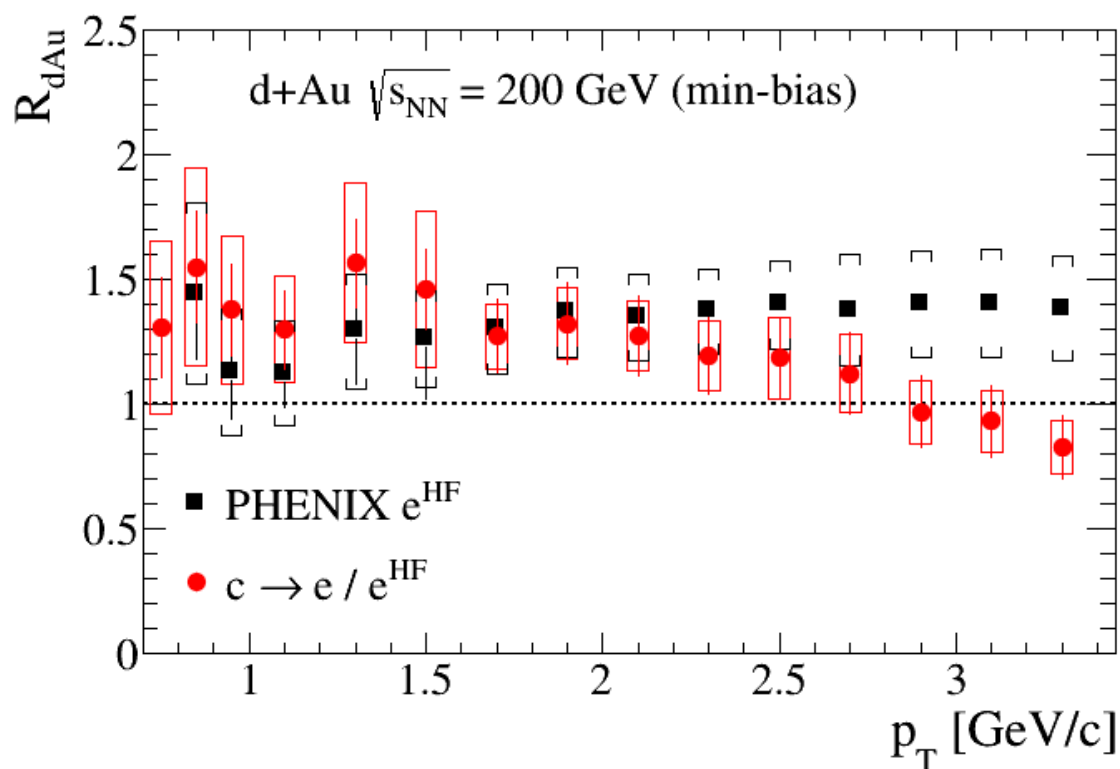 R_dAu
2.5
2
1.5
1
0.5
0
d+Au √s_NN = 200 GeV (min-bias)
PHENIX e^HF
c → e / e^HF
1 1.5 2 2.5 3
p_T [GeV/c]